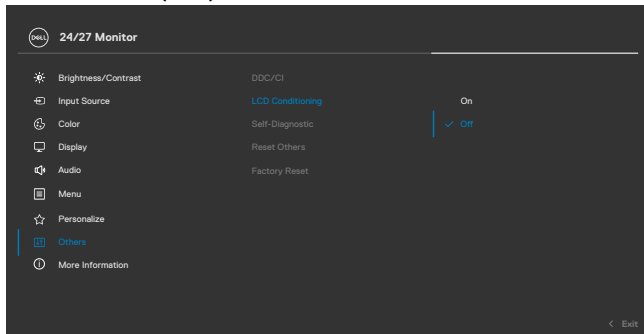 DELL
24/27 Monitor
Brightness/Contrast
DDC/CI
Input Source
LCD Conditioning
On
Color
Self-Diagnostic
Off
Display
Reset Others
Audio
Factory Reset
Menu
Personalize
Others
More Information
Exit